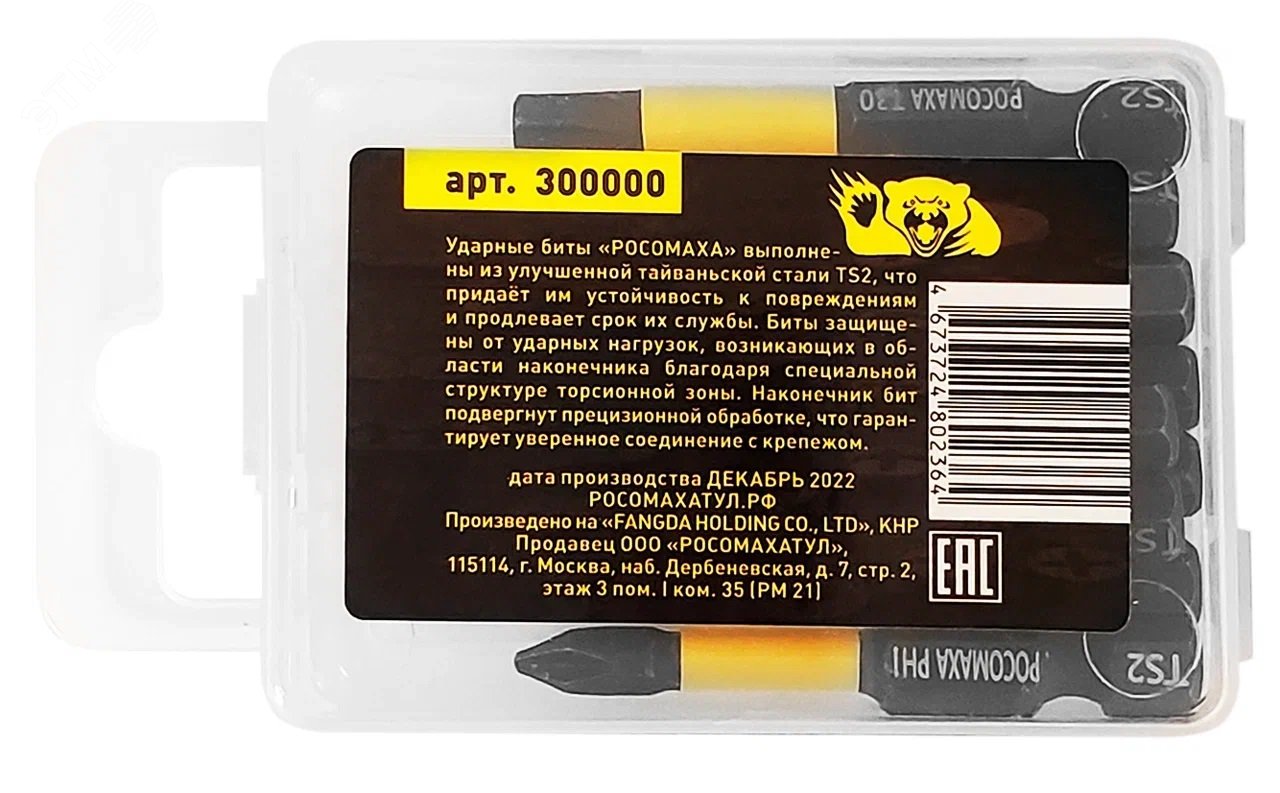 ЭТМ
РОСОМАХА T30
TS2
TS
арт. 300000
Ударные биты «РОСОМАХА» выполне-
ны из улучшенной тайваньской стали TS2, что
придаёт им устойчивость к повреждениям
и продлевает срок их службы. Биты защище-
ны от ударных нагрузок, возникающих в об-
ласти наконечника благодаря специальной
структуре торсионной зоны. Наконечник бит
подвергнут прецизионной обработке, что гаран-
тирует уверенное соединение с крепежом.
дата производства ДЕКАБРЬ 2022
РОСОМАХАТУЛ.РФ
Произведено на «FANGDA HOLDING CO., LTD», КНР
Продавец ООО «РОСОМАХАТУЛ»,
115114, г. Москва, наб. Дербеневская, д. 7, стр. 2,
этаж 3 пом. I ком. 35 (РМ 21)
4 673724 802364
EAC
TS
РОСОМАХА PH1
TS2